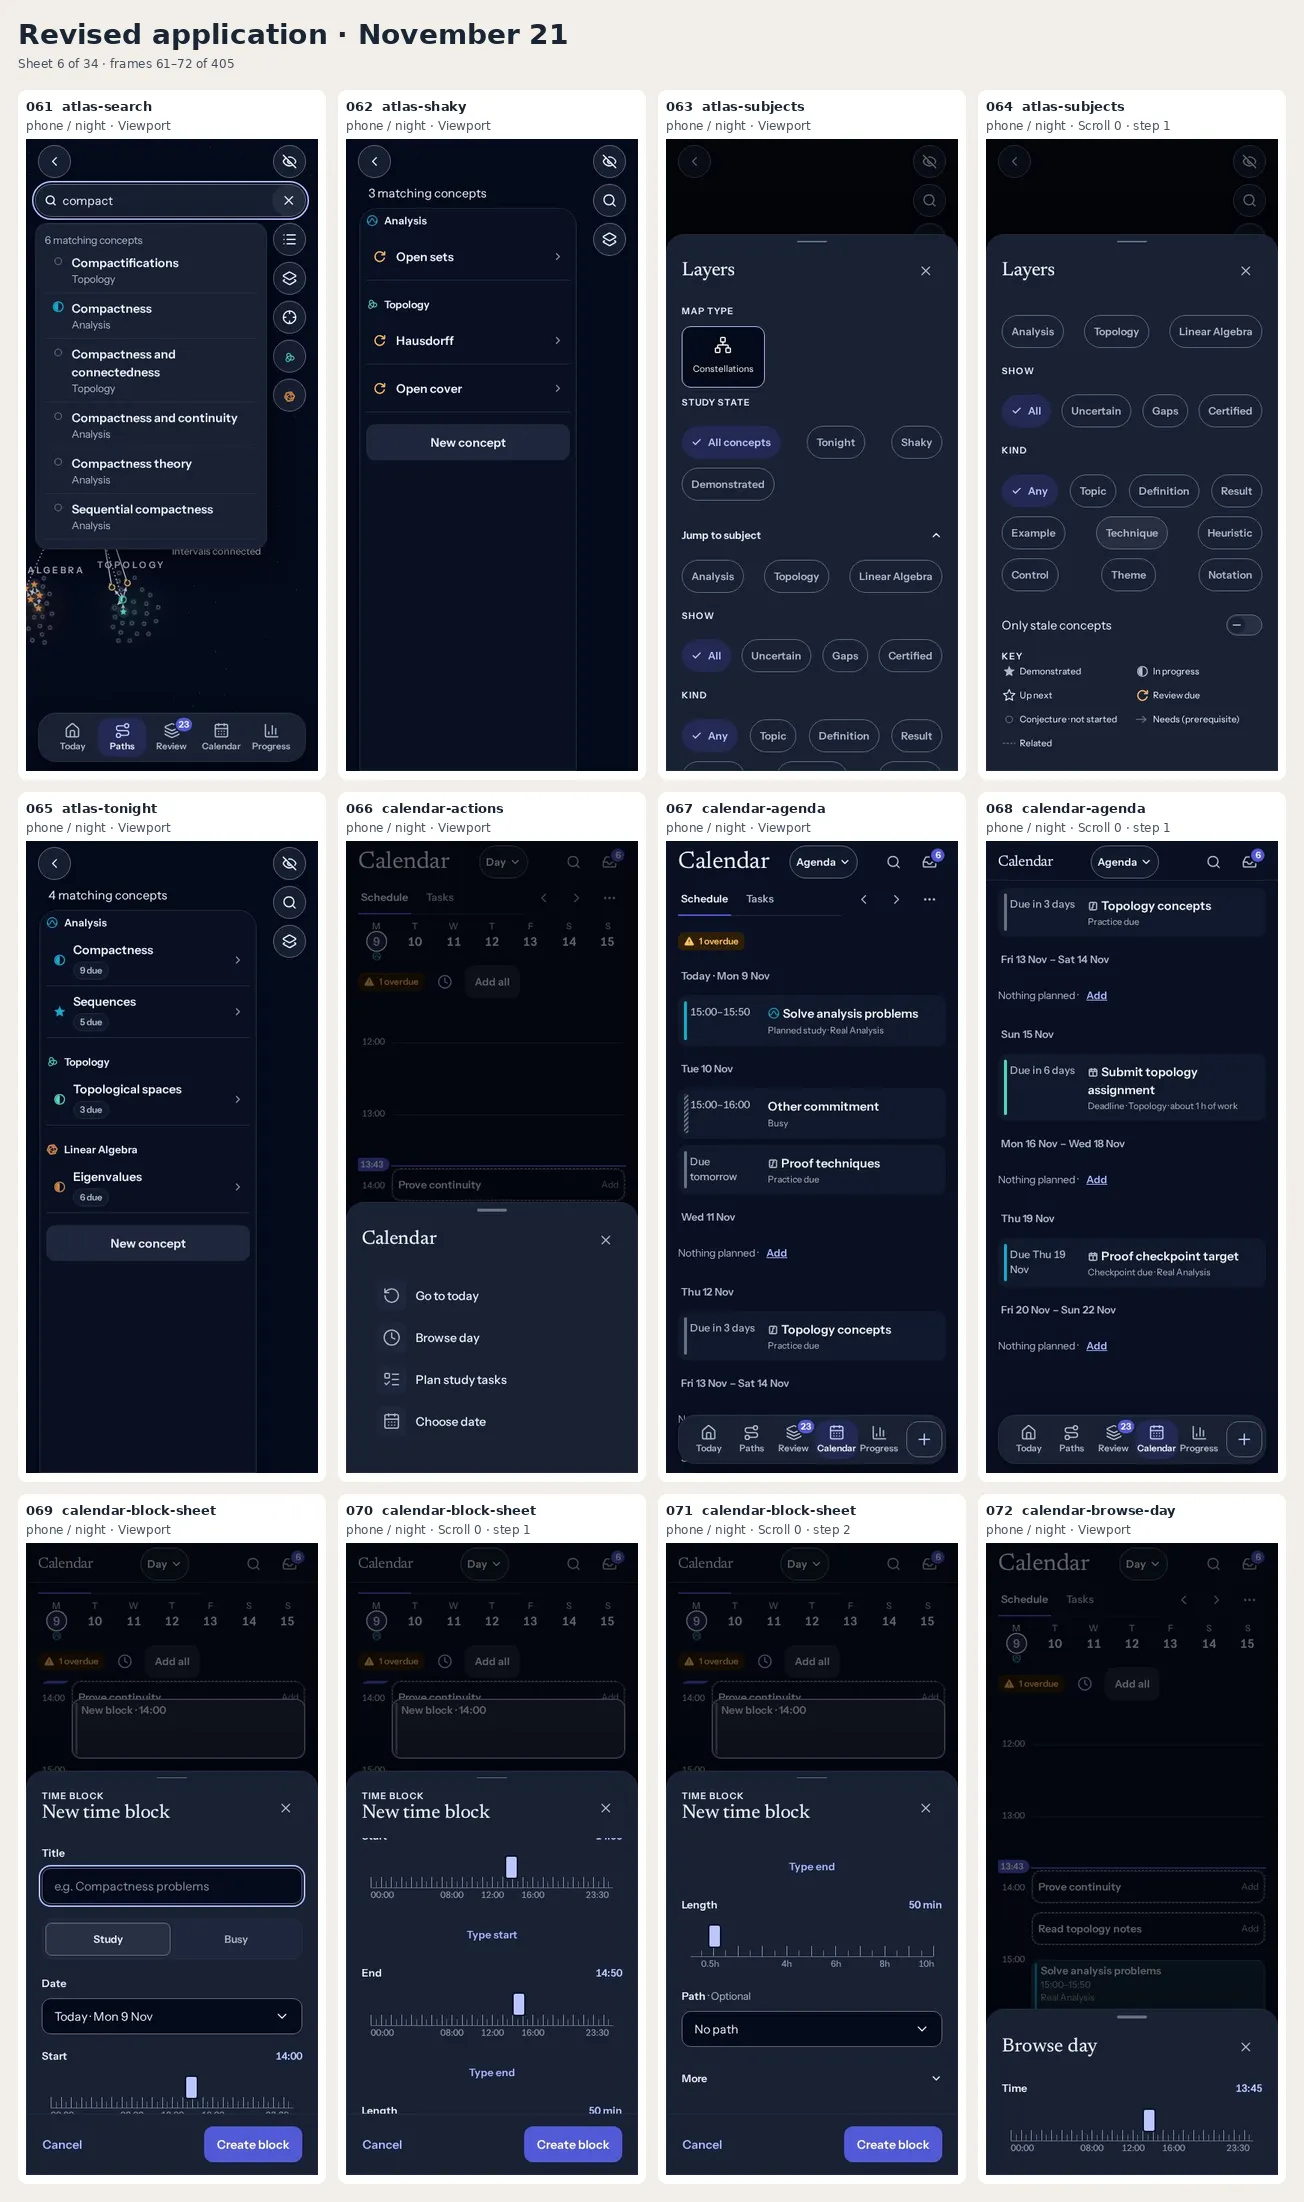 Revised application · November 21
Sheet 6 of 34 · frames 61–72 of 405
061 atlas-search
phone / night · Viewport
compact
6 matching concepts
Compactifications
Topology
Compactness
Analysis
Compactness and
connectedness
Topology
Compactness and continuity
Analysis
Compactness theory
Analysis
Sequential compactness
Analysis
Intervals connected
ALGEBRA
TOPOLOGY
23
Today
Paths
Review
Calendar
Progress
062 atlas-shaky
phone / night · Viewport
3 matching concepts
Analysis
Open sets
Topology
Hausdorff
Open cover
New concept
063 atlas-subjects
phone / night · Viewport
Layers
MAP TYPE
Constellations
STUDY STATE
All concepts
Tonight
Shaky
Demonstrated
Jump to subject
Analysis
Topology
Linear Algebra
SHOW
All
Uncertain
Gaps
Certified
KIND
Any
Topic
Definition
Result
064 atlas-subjects
phone / night · Scroll 0 · step 1
Layers
Analysis
Topology
Linear Algebra
SHOW
All
Uncertain
Gaps
Certified
KIND
Any
Topic
Definition
Result
Example
Technique
Heuristic
Control
Theme
Notation
Only stale concepts
KEY
Demonstrated
In progress
Up next
Review due
Conjecture · not started
Needs (prerequisite)
Related
065 atlas-tonight
phone / night · Viewport
4 matching concepts
Analysis
Compactness
9 due
Sequences
5 due
Topology
Topological spaces
3 due
Linear Algebra
Eigenvalues
6 due
New concept
066 calendar-actions
phone / night · Viewport
Calendar
Day
6
Schedule
Tasks
M T W T F S S
9 10 11 12 13 14 15
1 overdue
Add all
12:00
13:00
13:43
14:00
Prove continuity
Add
Calendar
Go to today
Browse day
Plan study tasks
Choose date
067 calendar-agenda
phone / night · Viewport
Calendar
Agenda
6
Schedule
Tasks
1 overdue
Today · Mon 9 Nov
15:00–15:50
Solve analysis problems
Planned study · Real Analysis
Tue 10 Nov
15:00–16:00
Other commitment
Busy
Due
tomorrow
Proof techniques
Practice due
Wed 11 Nov
Nothing planned · Add
Thu 12 Nov
Due in 3 days
Topology concepts
Practice due
Fri 13 Nov – Sat 14 Nov
23
Today
Paths
Review
Calendar
Progress
068 calendar-agenda
phone / night · Scroll 0 · step 1
Calendar
Agenda
6
Due in 3 days
Topology concepts
Practice due
Fri 13 Nov – Sat 14 Nov
Nothing planned · Add
Sun 15 Nov
Due in 6 days
Submit topology
assignment
Deadline · Topology · about 1 h of work
Mon 16 Nov – Wed 18 Nov
Nothing planned · Add
Thu 19 Nov
Due Thu 19
Nov
Proof checkpoint target
Checkpoint due · Real Analysis
Fri 20 Nov – Sun 22 Nov
Nothing planned · Add
23
Today
Paths
Review
Calendar
Progress
069 calendar-block-sheet
phone / night · Viewport
Calendar
Day
6
M T W T F S S
9 10 11 12 13 14 15
1 overdue
Add all
14:00
Prove continuity
Add
New block · 14:00
15:00
TIME BLOCK
New time block
Title
e.g. Compactness problems
Study
Busy
Date
Today · Mon 9 Nov
Start
14:00
Cancel
Create block
070 calendar-block-sheet
phone / night · Scroll 0 · step 1
Calendar
Day
6
M T W T F S S
9 10 11 12 13 14 15
1 overdue
Add all
14:00
Prove continuity
Add
New block · 14:00
15:00
TIME BLOCK
New time block
Start
14:00
00:00 08:00 12:00 16:00 23:30
Type start
End
14:50
00:00 08:00 12:00 16:00 23:30
Type end
Length
50 min
Cancel
Create block
071 calendar-block-sheet
phone / night · Scroll 0 · step 2
Calendar
Day
6
M T W T F S S
9 10 11 12 13 14 15
1 overdue
Add all
14:00
Prove continuity
Add
New block · 14:00
15:00
TIME BLOCK
New time block
Type end
Length
50 min
0.5h 4h 6h 8h 10h
Path · Optional
No path
More
Cancel
Create block
072 calendar-browse-day
phone / night · Viewport
Calendar
Day
6
Schedule
Tasks
M T W T F S S
9 10 11 12 13 14 15
1 overdue
Add all
12:00
13:00
13:43
14:00
Prove continuity
Add
Read topology notes
Add
15:00
Solve analysis problems
15:00–15:50
Real Analysis
Browse day
Time
13:45
00:00 08:00 12:00 16:00 23:30